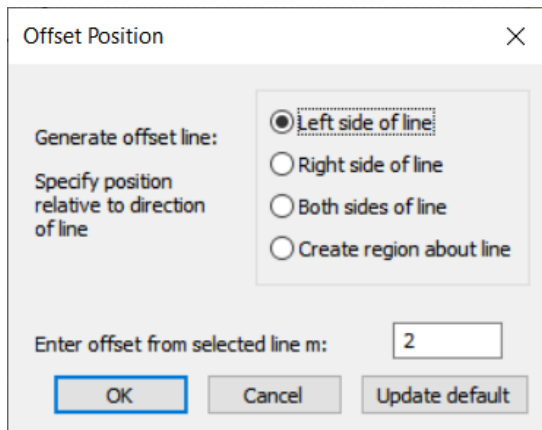 Offset Position
Generate offset line:
Specify position
relative to direction
of line
Left side of line
Right side of line
Both sides of line
Create region about line
Enter offset from selected line m:
2
OK
Cancel
Update default